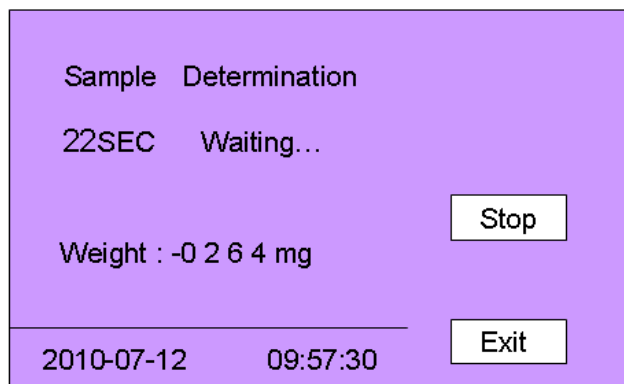 Sample Determination
22SEC Waiting...
Stop
Weight : -0 2 6 4 mg
Exit
2010-07-12 09:57:30